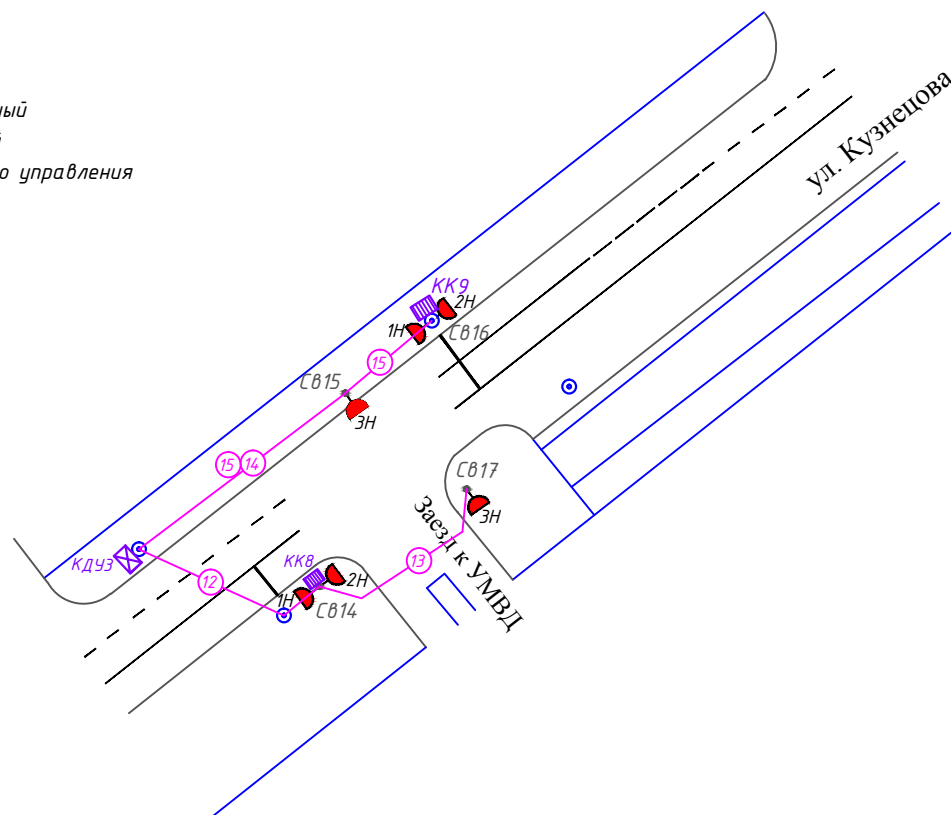 ный
о управления
ул. Кузнецова
КК9
2Н
1Н
Св16
15
Св15
3Н
15
14
Св17
3Н
Заезд к УМВД
КДУЗ
КК8
13
12
2Н
1Н
Св14